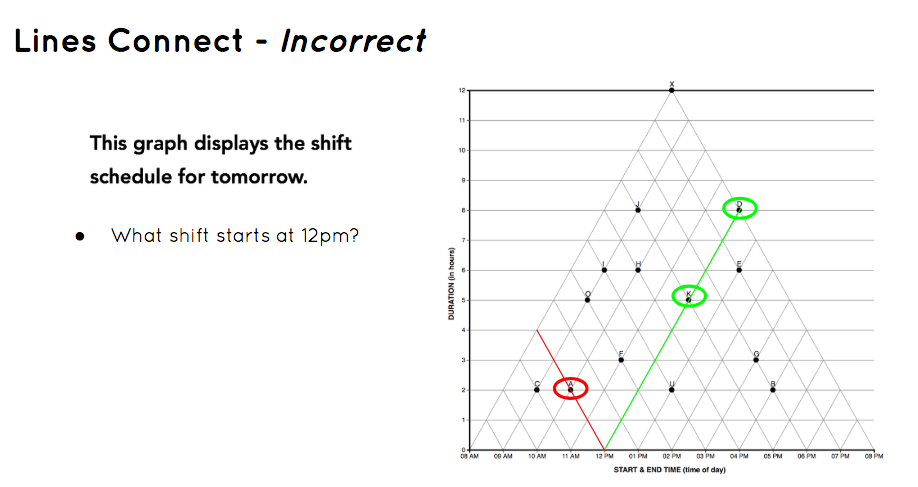 Lines Connect - Incorrect
This graph displays the shift
schedule for tomorrow.
● What shift starts at 12pm?
DURATION (in hours)
12
11
10
9
8
7
6
5
4
3
2
1
0
X
J
D
I
H
E
O
K
F
G
C
A
U
B
08 AM 09 AM 10 AM 11 AM 12 PM 01 PM 02 PM 03 PM 04 PM 05 PM 06 PM 07 PM 08 PM
START & END TIME (time of day)